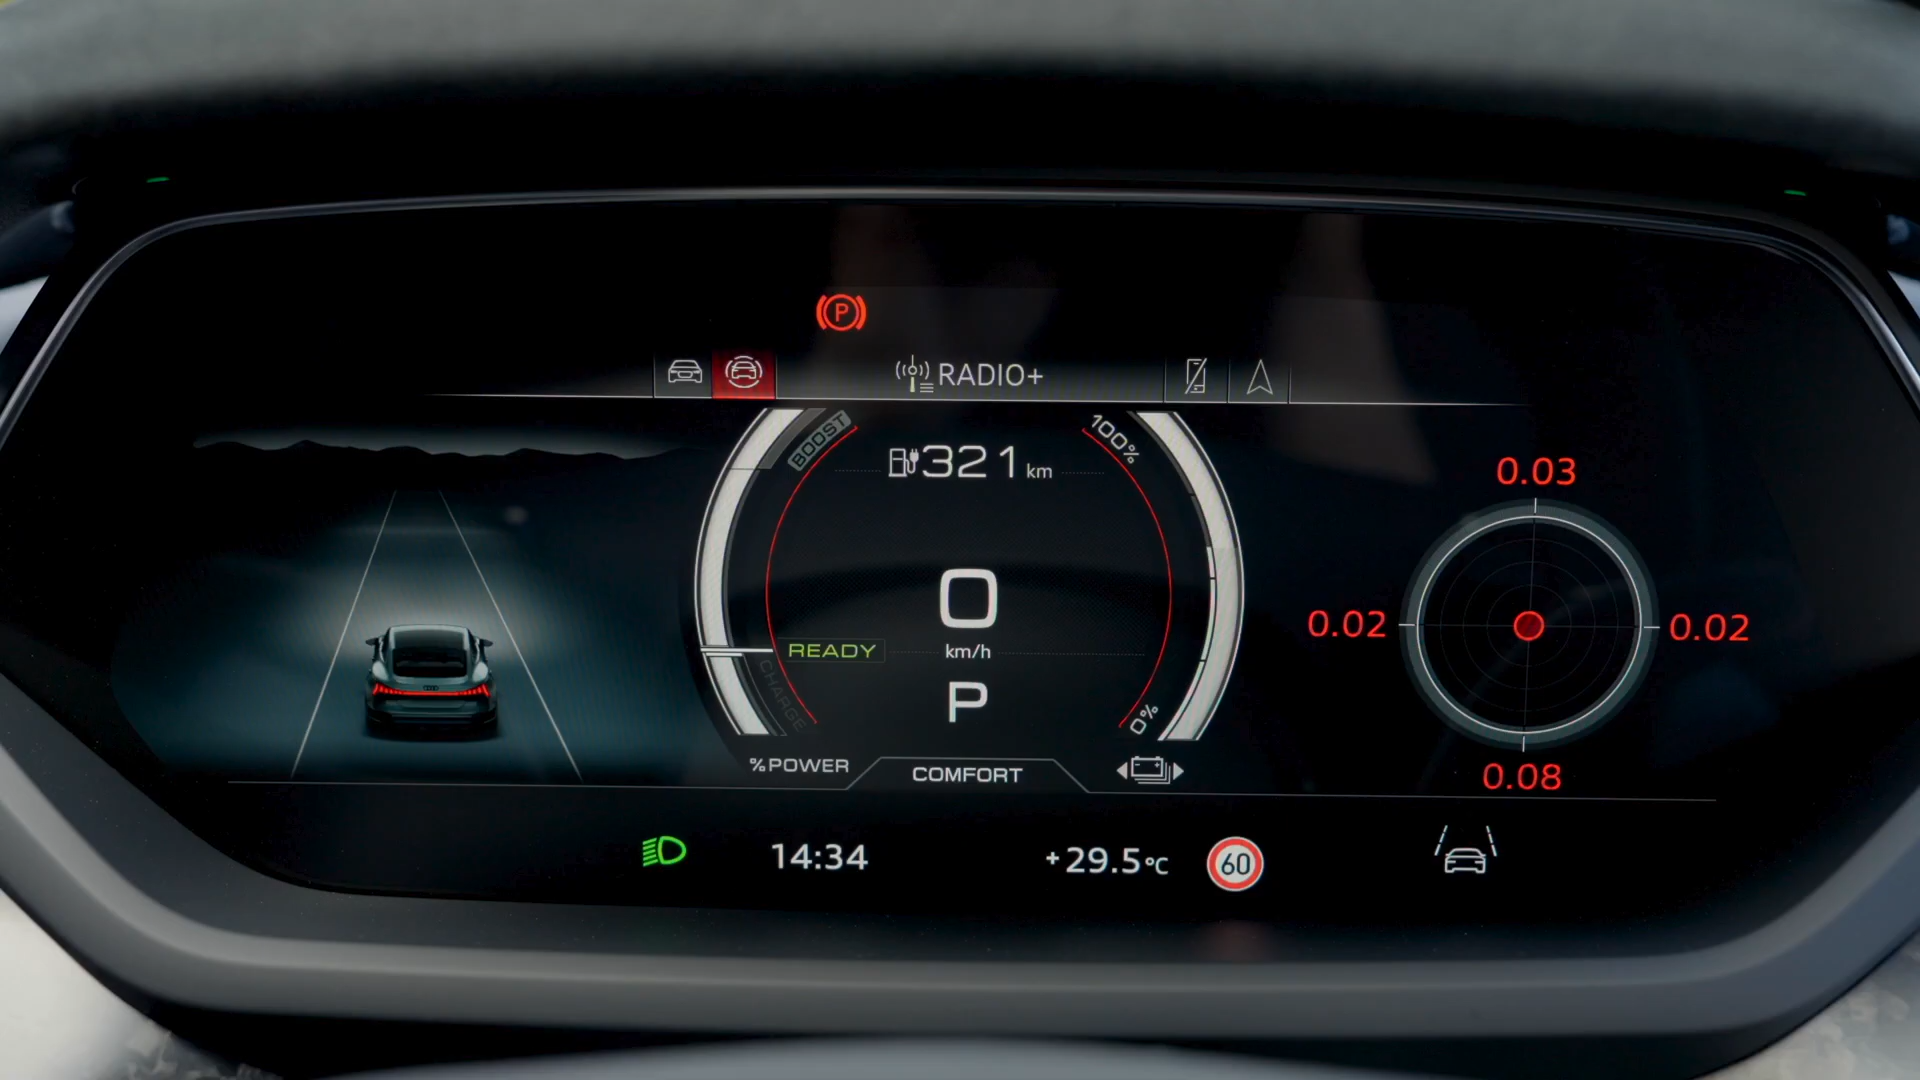 P
RADIO+
BOOST
100%
321 km
0.03
0
0.02
0.02
READY
km/h
CHARGE
P
0%
%POWER
COMFORT
0.08
14:34
+29.5°C
60